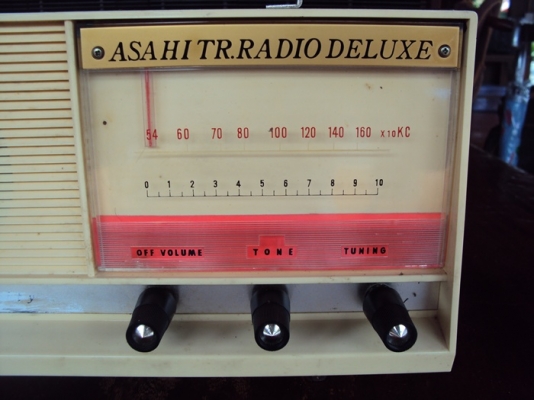 ASAHI TR.RADIO DELUXE
54 60 70 80 100 120 140 160 X10KC
0 1 2 3 4 5 6 7 8 9 10
OFF VOLUME TONE TUNING